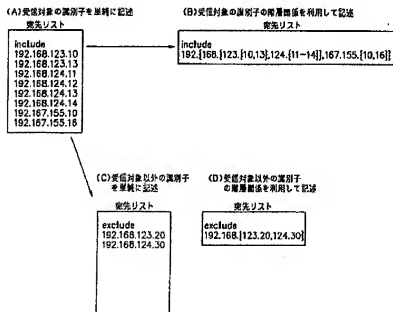 (A)受信対象の識別子を単純に記述
宛先リスト
include
192.168.123.10
192.168.123.13
192.168.124.11
192.168.124.12
192.168.124.13
192.168.124.14
192.167.155.10
192.167.155.16
(B)受信対象の識別子の階層関係を利用して記述
宛先リスト
include
192.{168.{123.{10,13},124.{11~14}},167.155.{10,16}}
(C)受信対象以外の識別子
を単純に記述
宛先リスト
exclude
192.168.123.20
192.168.124.30
(D)受信対象以外の識別子
の階層関係を利用して記述
宛先リスト
exclude
192.168.{123.20,124.30}